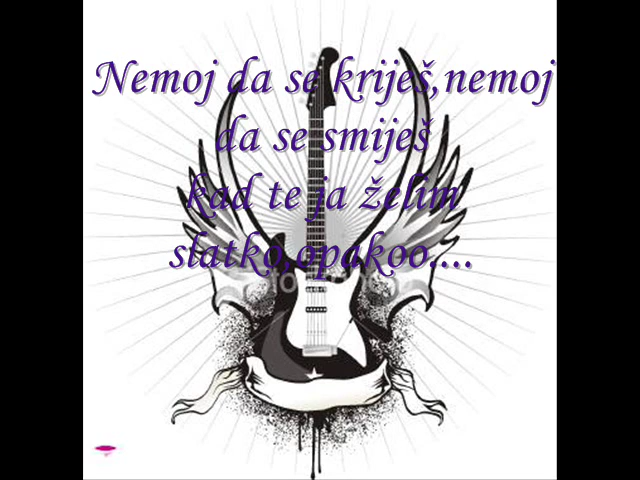 Nemoj da se kriješ,nemoj
da se smiješ
kad te ja želim
slatko,opakoo....